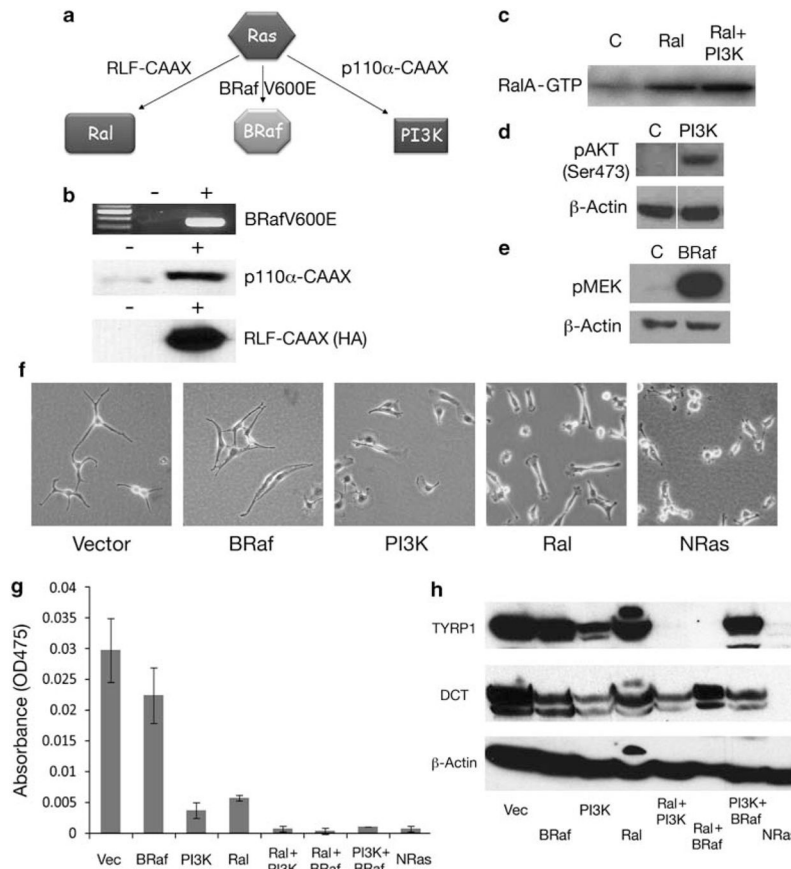 a
Ras
RLF-CAAX
BRaf V600E
p110α-CAAX
Ral
BRaf
PI3K
b
- +
BRafV600E
- +
p110α-CAAX
- +
RLF-CAAX (HA)
c
C Ral Ral+
PI3K
RalA-GTP
d
C PI3K
pAKT
(Ser473)
β-Actin
e
C BRaf
pMEK
β-Actin
f
Vector BRaf PI3K Ral NRas
g
Absorbance (OD475)
0.04
0.035
0.03
0.025
0.02
0.015
0.01
0.005
0
Vec BRaf PI3K Ral Ral+ Ral+ PI3K+ NRas
PI3K BRaf BRaf
h
TYRP1
DCT
β-Actin
Vec PI3K Ral+ PI3K+
PI3K BRaf
BRaf Ral Ral+ NRas
BRaf